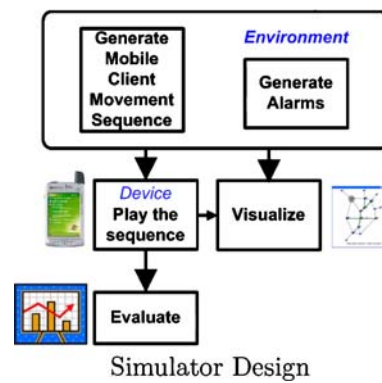 Generate
Mobile
Client
Movement
Sequence
Environment
Generate
Alarms
Device
Play the
sequence
Visualize
Evaluate
Simulator Design